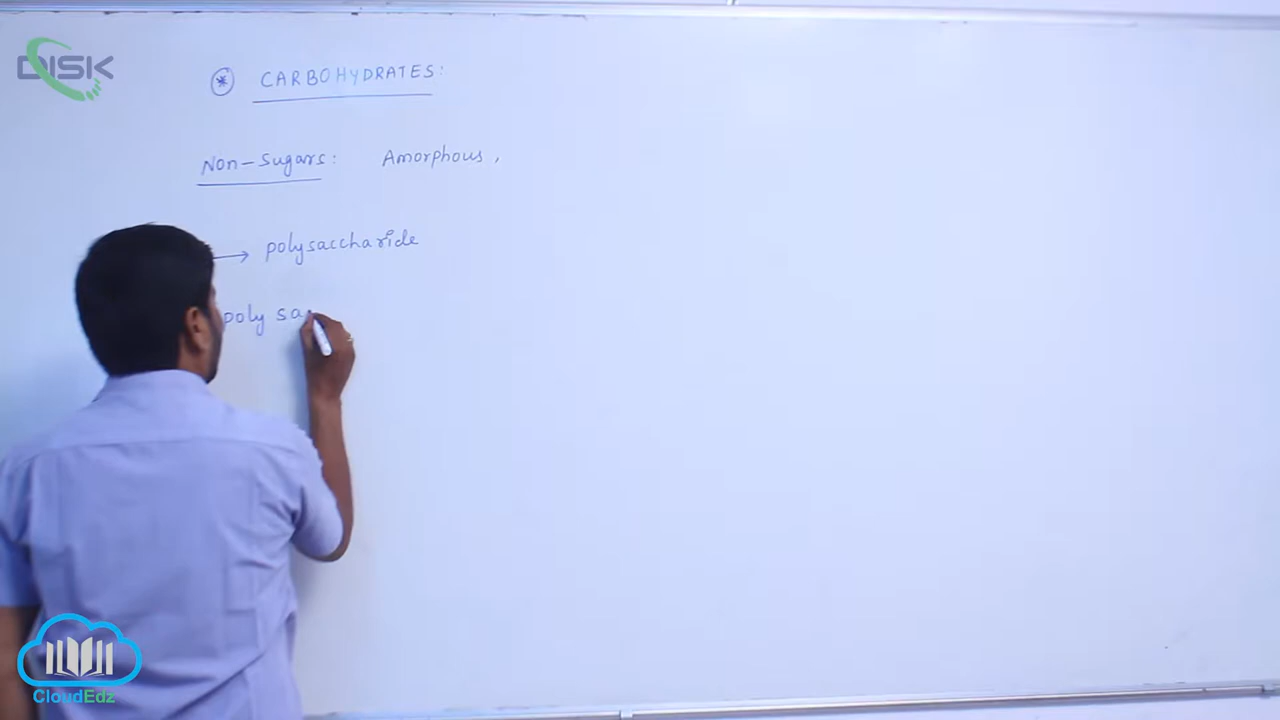 DISK
* CARBOHYDRATES:
Non-Sugars: Amorphous,
→ polysaccharide
poly sa
CloudEdz